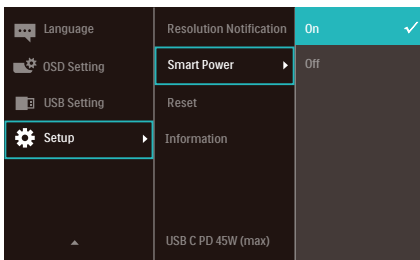 Language
OSD Setting
USB Setting
Setup
Resolution Notification
Smart Power
Reset
Information
USB C PD 45W (max)
On
Off